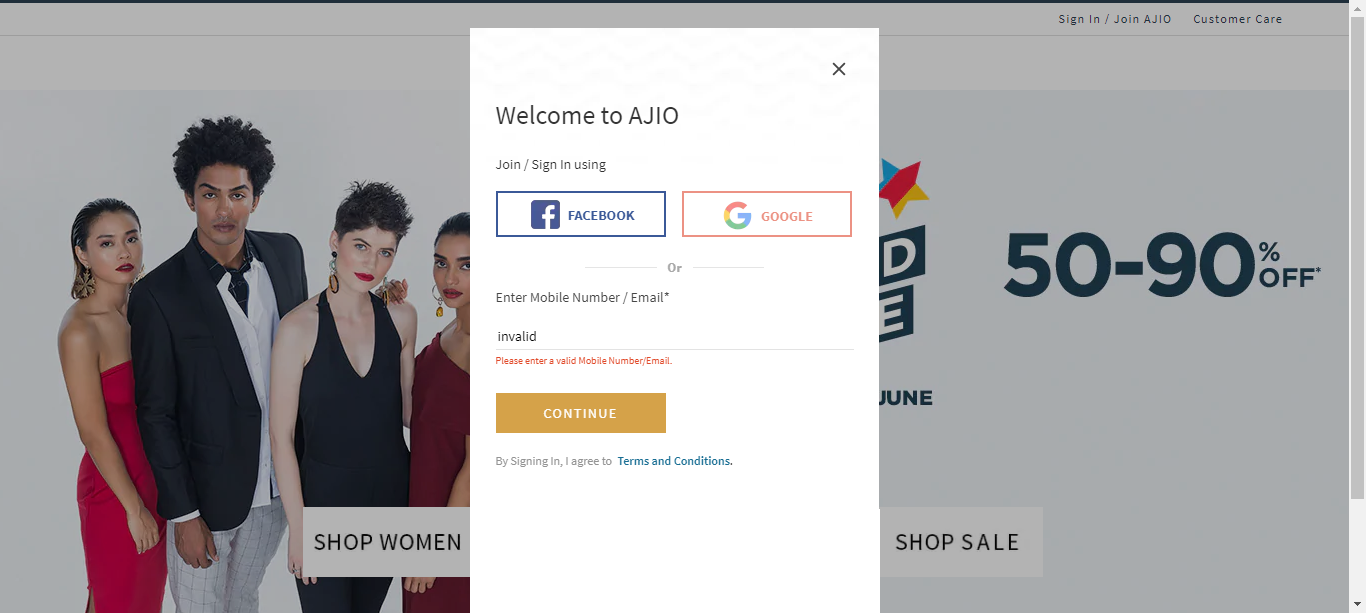 Sign In / Join AJIO Customer Care
Welcome to AJIO
Join / Sign In using
FACEBOOK
GOOGLE
Or
Enter Mobile Number / Email*
invalid
Please enter a valid Mobile Number/Email.
CONTINUE
By Signing In, I agree to Terms and Conditions.
50-90% OFF*
JUNE
SHOP WOMEN
SHOP SALE